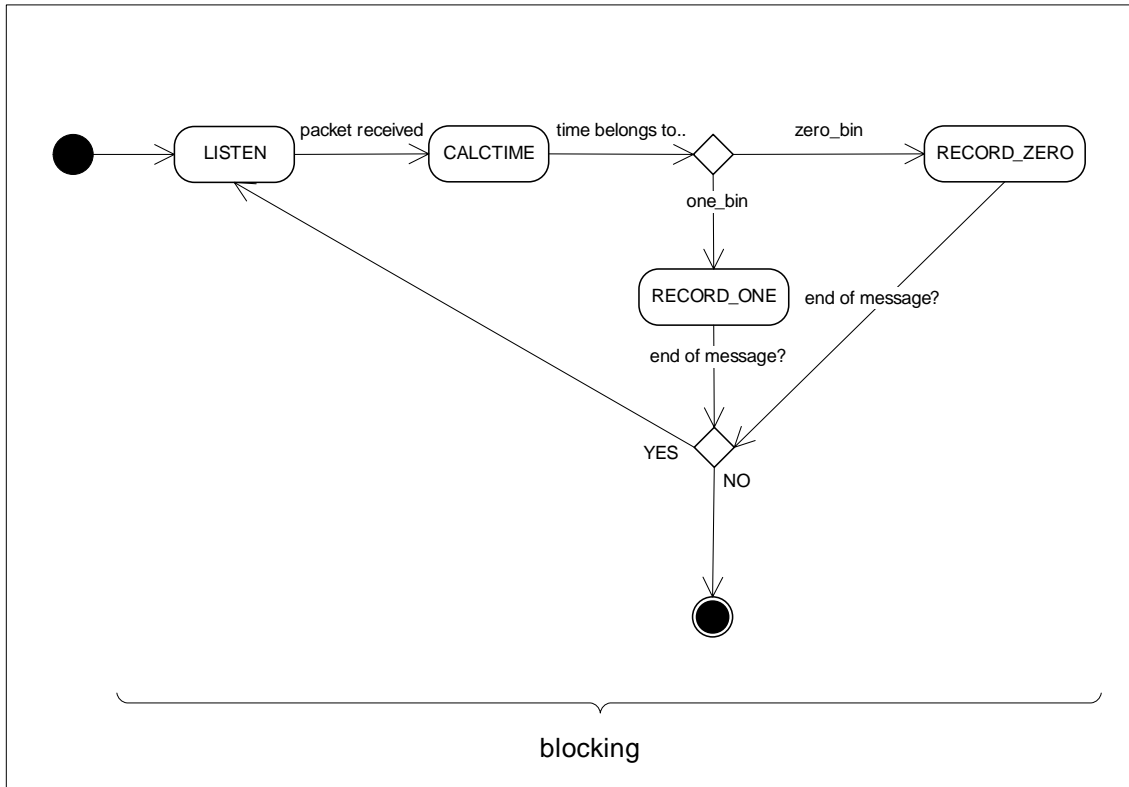 packet received
time belongs to..
zero_bin
LISTEN
CALCTIME
RECORD_ZERO
one_bin
RECORD_ONE
end of message?
end of message?
YES
NO
blocking